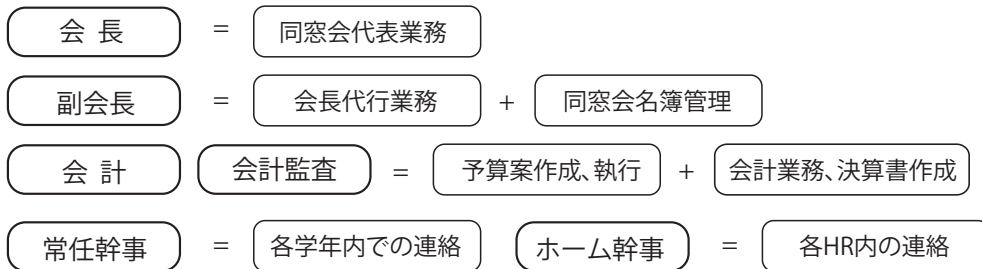 会 長 = 同窓会代表業務
副会長 = 会長代行業務 + 同窓会名簿管理
会 計 会計監査 = 予算案作成、執行 + 会計業務、決算書作成
常任幹事 = 各学年内での連絡 ホーム幹事 = 各HR内の連絡